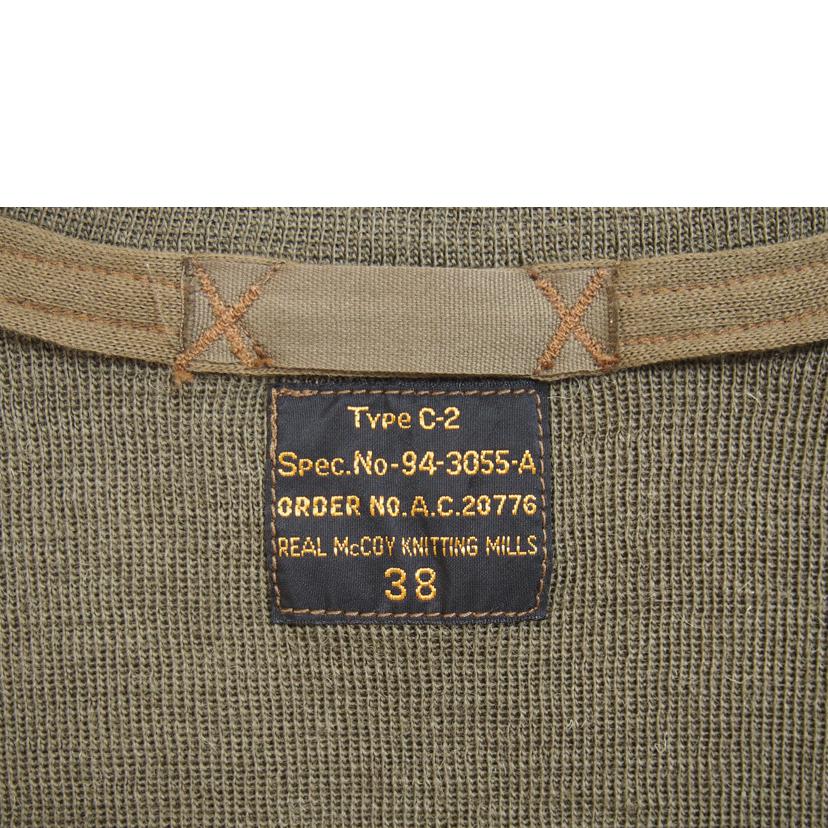 Type C-2
Spec.No-94-3055-A
ORDER NO.A.C.20776
REAL McCOY KNITTING MILLS
38